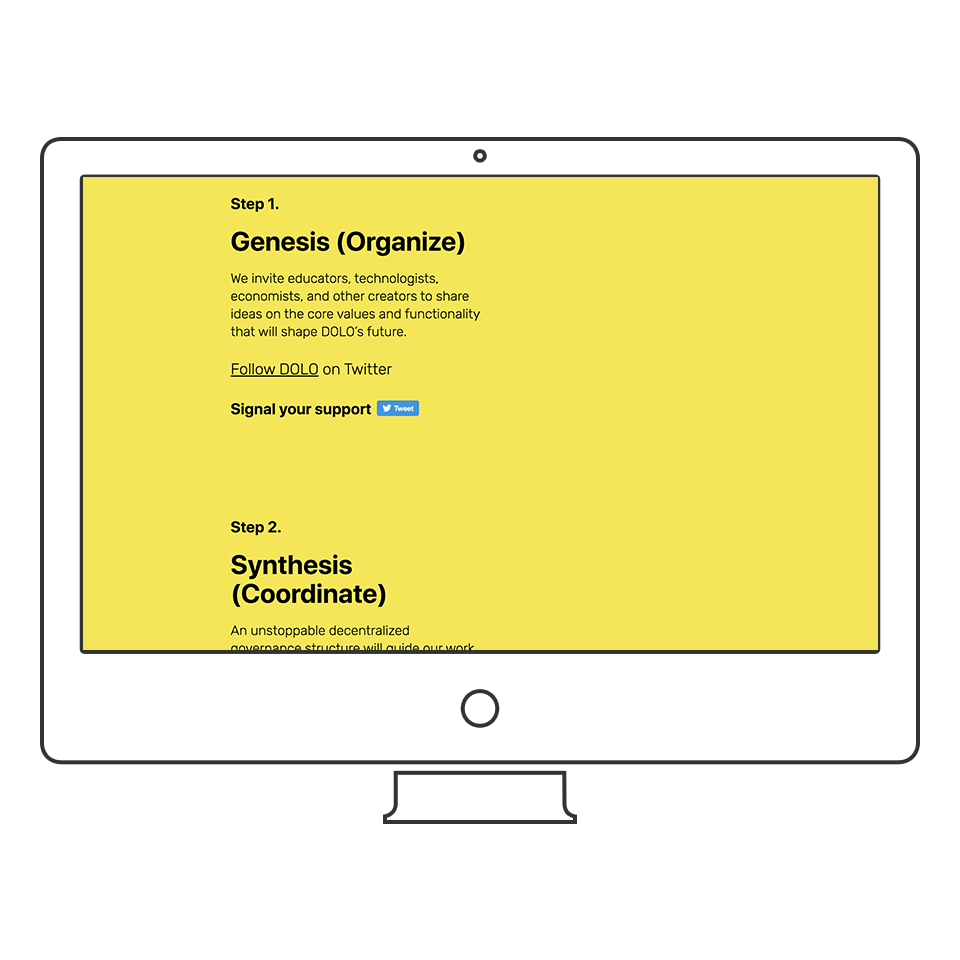 Step 1.
Genesis (Organize)
We invite educators, technologists,
economists, and other creators to share
ideas on the core values and functionality
that will shape DOLO's future.
Follow DOLO on Twitter
Signal your support Tweet
Step 2.
Synthesis
(Coordinate)
An unstoppable decentralized
governance structure will guide our work